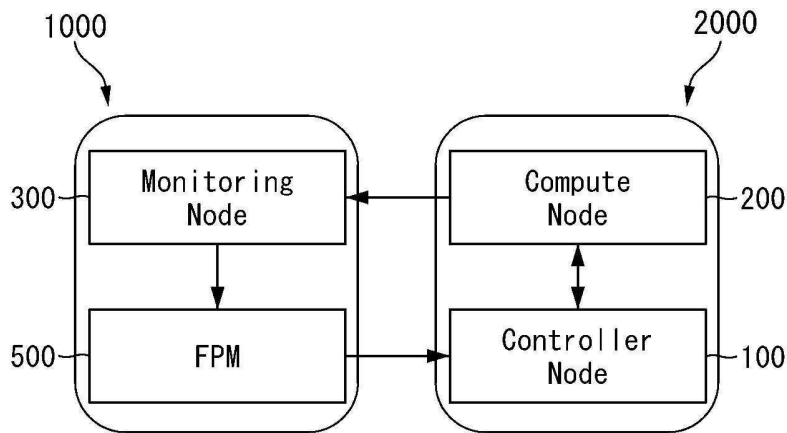 1000
2000
Monitoring
Node
300
Compute
Node
200
FPM
500
Controller
Node
100